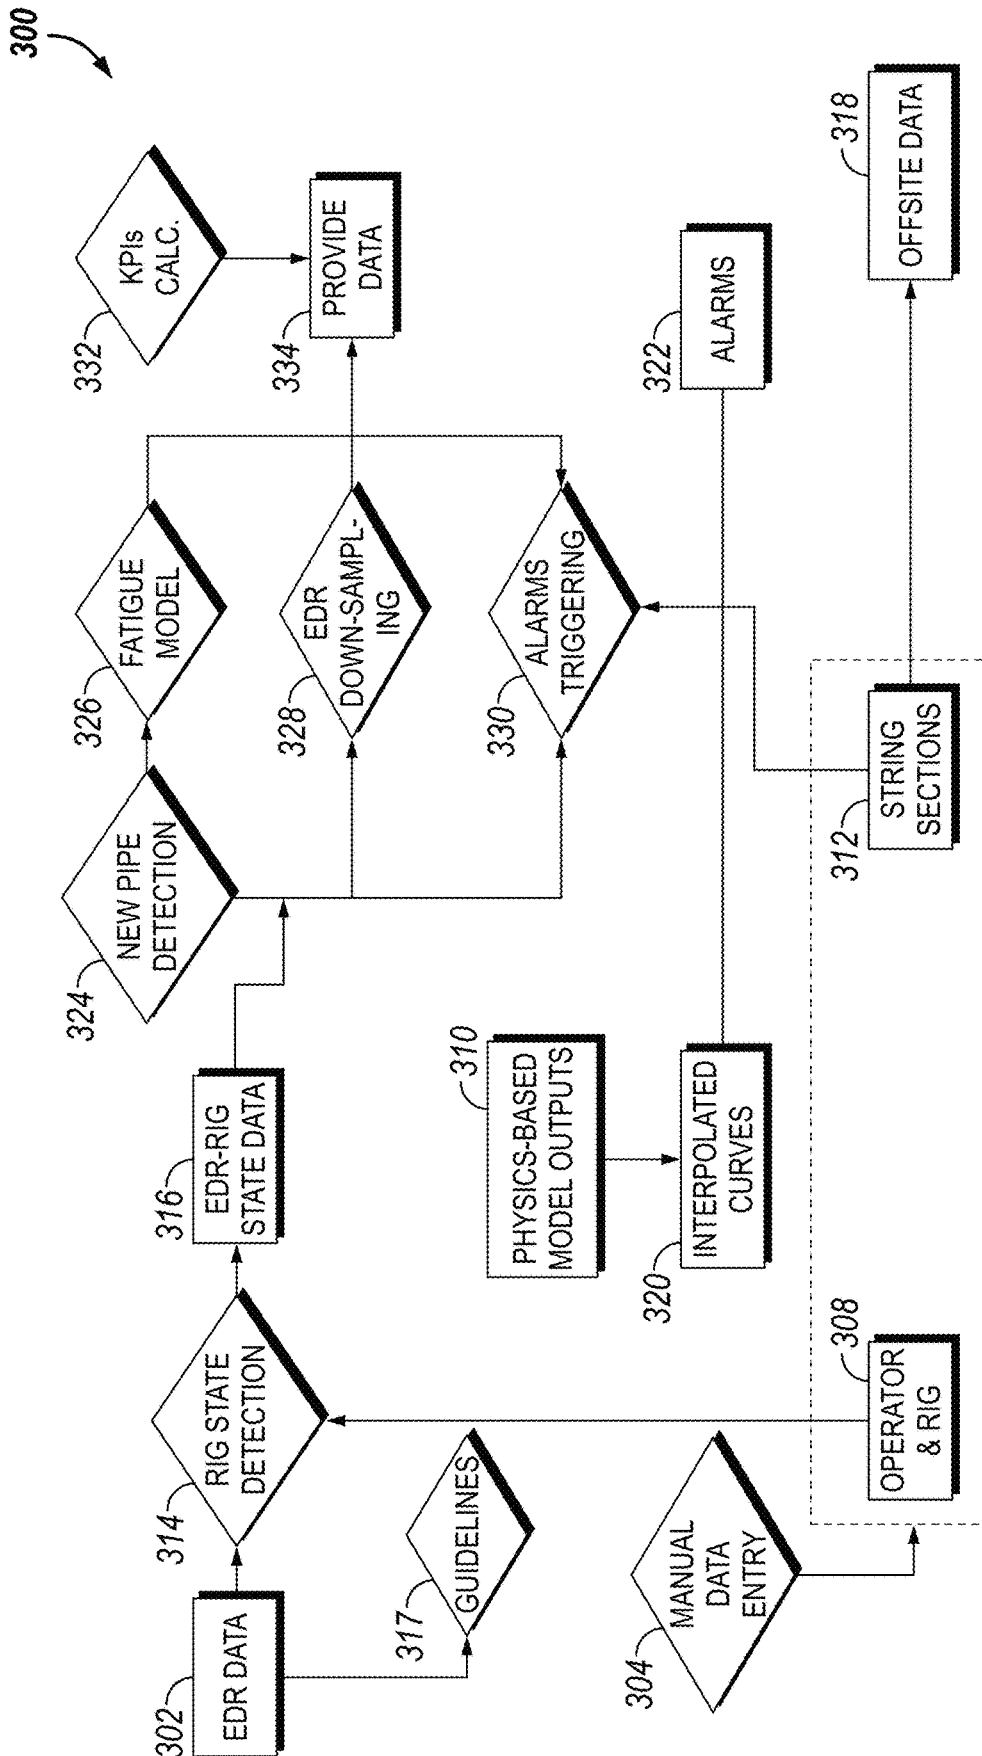 300
332
KPIs
CALC.
334
PROVIDE
DATA
326
FATIGUE
MODEL
328
EDR
DOWN-SAMPL-
ING
330
ALARMS
TRIGGERING
322
ALARMS
318
OFFSITE DATA
324
NEW PIPE
DETECTION
312
STRING
SECTIONS
316
EDR-RIG
STATE DATA
310
PHYSICS-BASED
MODEL OUTPUTS
320
INTERPOLATED
CURVES
314
RIG STATE
DETECTION
308
OPERATOR
& RIG
302
EDR DATA
317
GUIDELINES
304
MANUAL
DATA
ENTRY